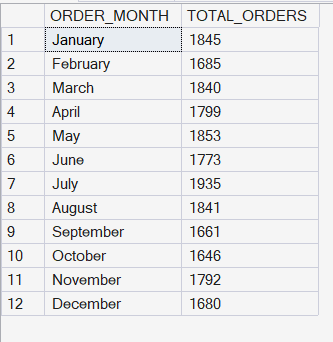 ORDER_MONTH TOTAL_ORDERS
1 January 1845
2 February 1685
3 March 1840
4 April 1799
5 May 1853
6 June 1773
7 July 1935
8 August 1841
9 September 1661
10 October 1646
11 November 1792
12 December 1680